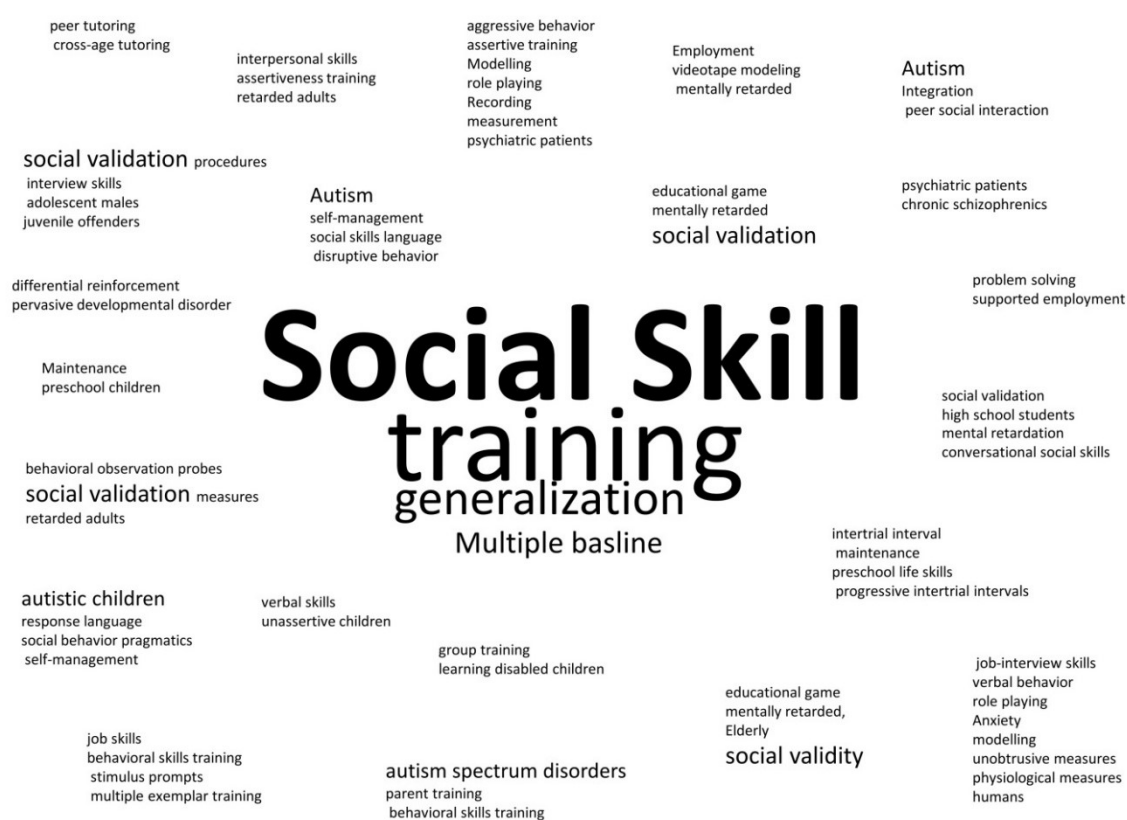 peer tutoring
cross-age tutoring
interpersonal skills
assertiveness training
retarded adults
aggressive behavior
assertive training
Modelling
role playing
Recording
measurement
psychiatric patients
Employment
videotape modeling
mentally retarded
Autism
Integration
peer social interaction
social validation procedures
interview skills
adolescent males
juvenile offenders
Autism
self-management
social skills language
disruptive behavior
educational game
mentally retarded
social validation
psychiatric patients
chronic schizophrenics
differential reinforcement
pervasive developmental disorder
problem solving
supported employment
Social Skill
training
generalization
Multiple basline
Maintenance
preschool children
social validation
high school students
mental retardation
conversational social skills
behavioral observation probes
social validation measures
retarded adults
intertrial interval
maintenance
preschool life skills
progressive intertrial intervals
autistic children
response language
social behavior pragmatics
self-management
verbal skills
unassertive children
group training
learning disabled children
educational game
mentally retarded,
Elderly
social validity
job-interview skills
verbal behavior
role playing
Anxiety
modelling
unobtrusive measures
physiological measures
humans
job skills
behavioral skills training
stimulus prompts
multiple exemplar training
autism spectrum disorders
parent training
behavioral skills training